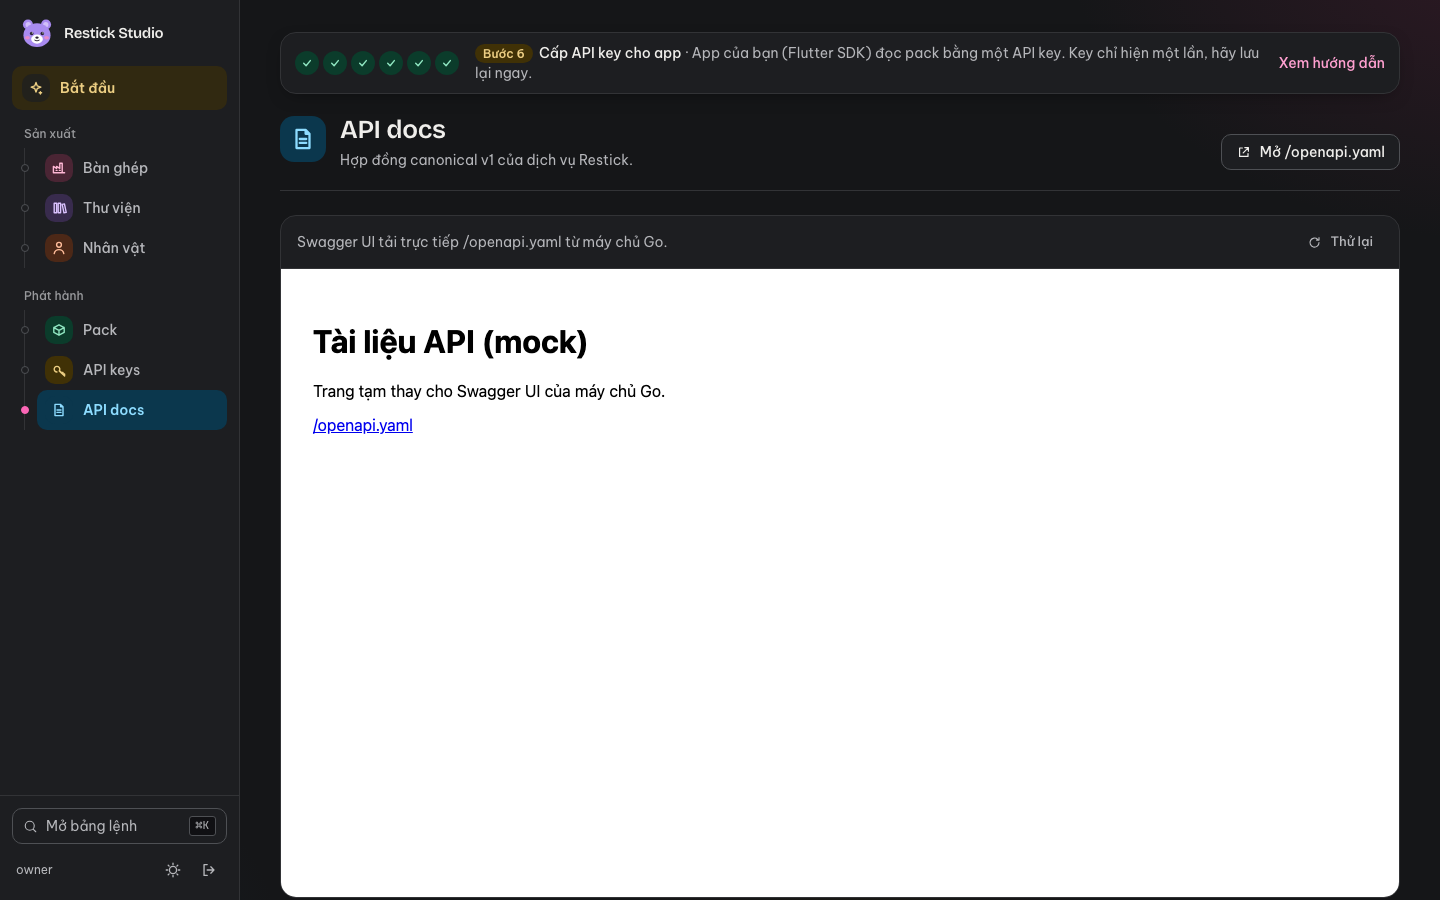 Restick Studio
Bắt đầu
Sản xuất
Bàn ghép
Thư viện
Nhân vật
Phát hành
Pack
API keys
API docs
Mở bảng lệnh
⌘K
owner
Bước 6 Cấp API key cho app · App của bạn (Flutter SDK) đọc pack bằng một API key. Key chỉ hiện một lần, hãy lưu
lại ngay.
Xem hướng dẫn
API docs
Hợp đồng canonical v1 của dịch vụ Restick.
Mở /openapi.yaml
Swagger UI tải trực tiếp /openapi.yaml từ máy chủ Go.
Thử lại
Tài liệu API (mock)
Trang tạm thay cho Swagger UI của máy chủ Go.
/openapi.yaml